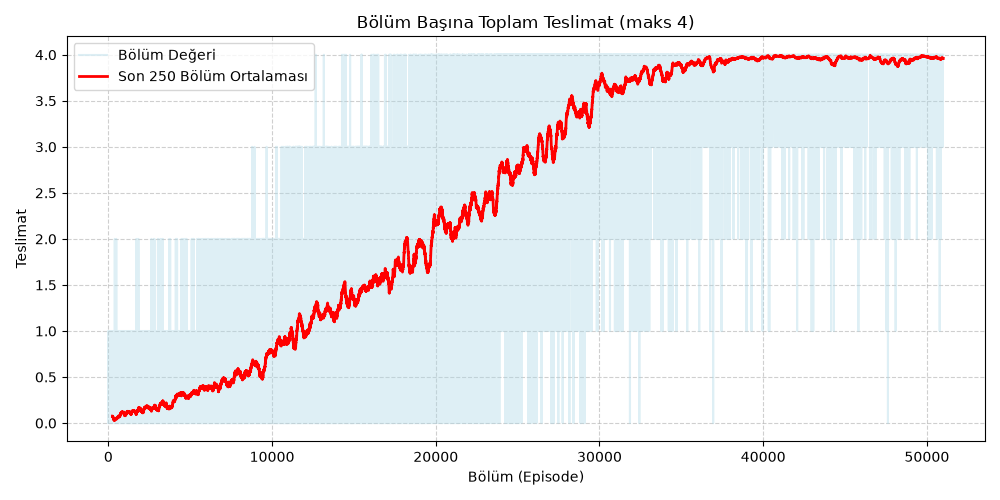 Bölüm Başına Toplam Teslimat (maks 4)
Bölüm Değeri
Son 250 Bölüm Ortalaması
Teslimat
4.0
3.5
3.0
2.5
2.0
1.5
1.0
0.5
0.0
0 10000 20000 30000 40000 50000
Bölüm (Episode)